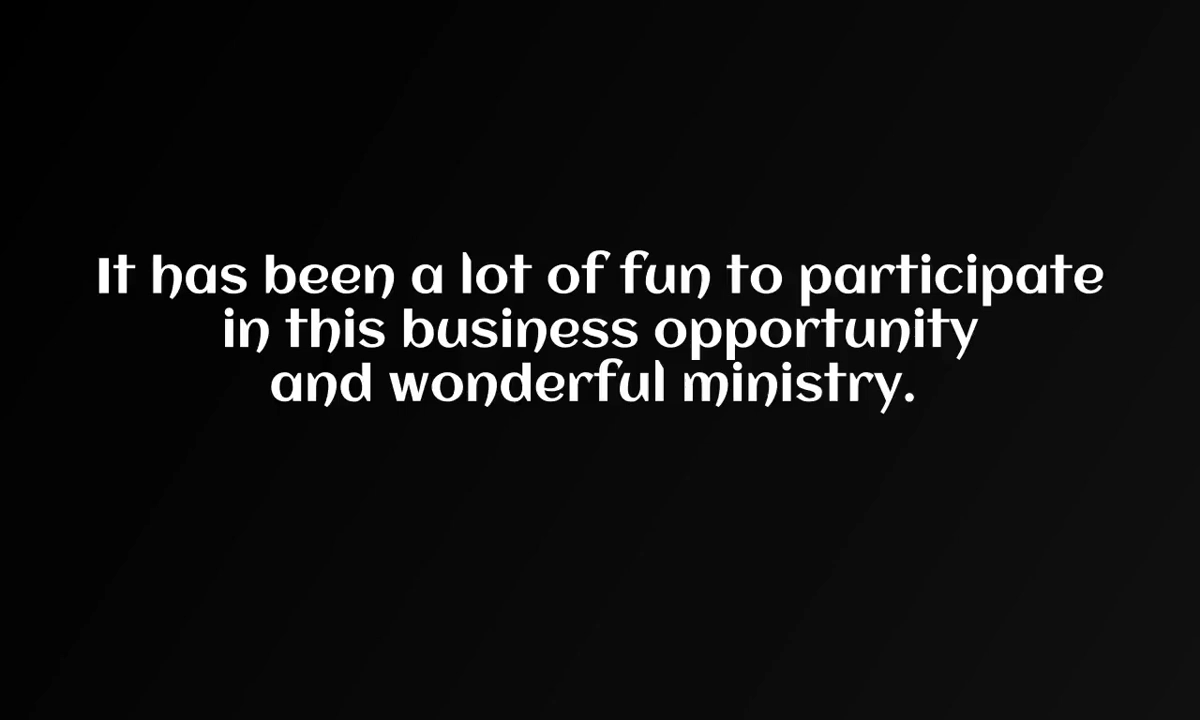 It has been a lot of fun to participate
in this business opportunity
and wonderful ministry.